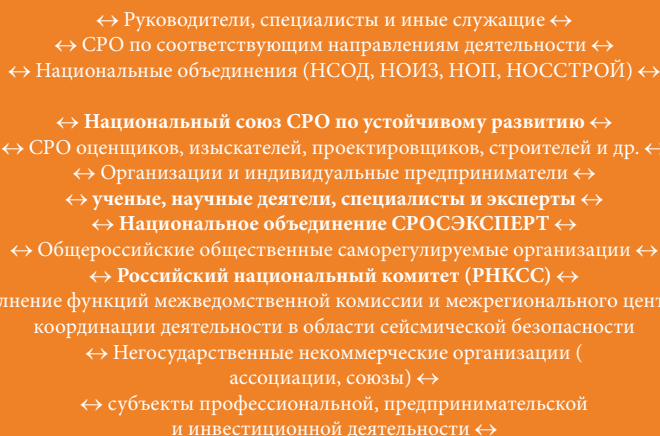 ↔ Руководители, специалисты и иные служащие ↔
↔ СРО по соответствующим направлениям деятельности ↔
↔ Национальные объединения (НСОД, НОИЗ, НОП, НОССТРОЙ) ↔
↔ Национальный союз СРО по устойчивому развитию ↔
↔ СРО оценщиков, изыскателей, проектировщиков, строителей и др. ↔
↔ Организации и индивидуальные предприниматели ↔
↔ ученые, научные деятели, специалисты и эксперты ↔
↔ Национальное объединение СРОСЭКСПЕРТ ↔
↔ Общероссийские общественные саморегулируемые организации ↔
↔ Российский национальный комитет (РНКСС) ↔
функций межведомственной комиссии и межрегионального
координации деятельности в области сейсмической безопасности
↔ Негосударственные некоммерческие организации (
ассоциации, союзы) ↔
↔ субъекты профессиональной, предпринимательской
и инвестиционной деятельности ↔